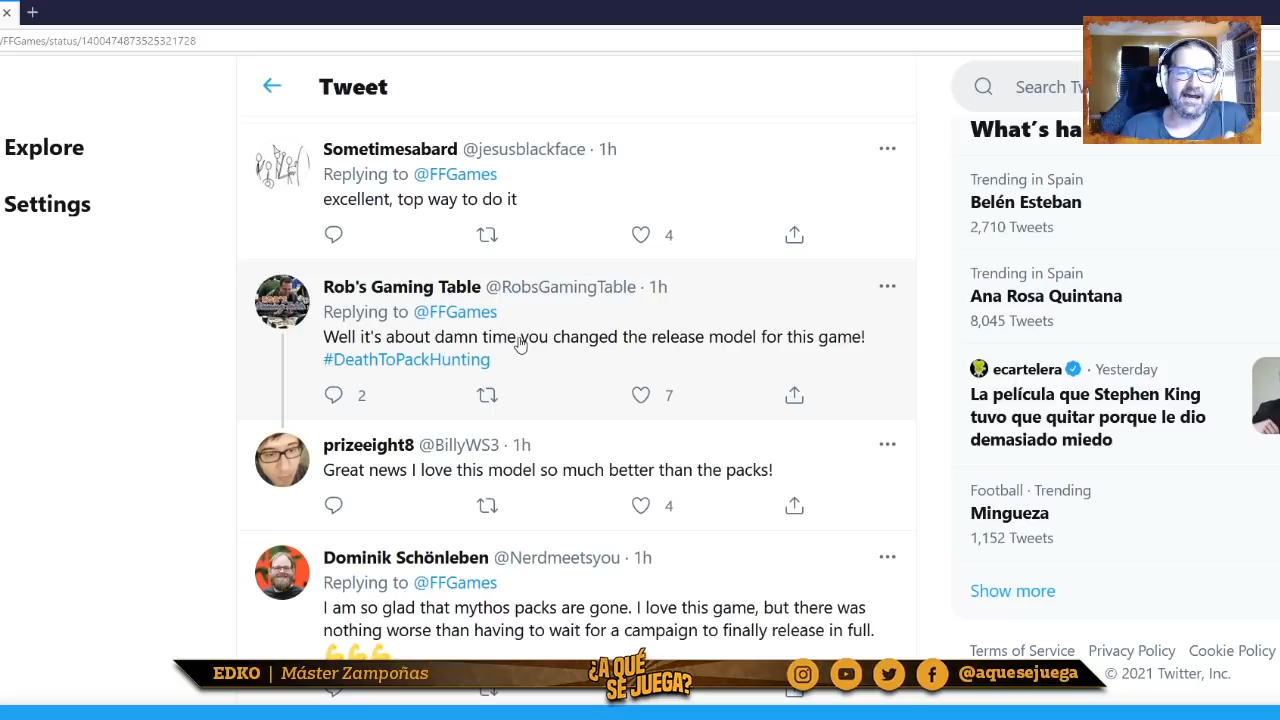 /FFGames/status/1400474873525321728
Tweet
Explore
Settings
Sometimesabard @jesusblackface · 1h
Replying to @FFGames
excellent, top way to do it
4
Rob's Gaming Table @RobsGamingTable · 1h
Replying to @FFGames
Well it's about damn time you changed the release model for this game!
#DeathToPackHunting
2
7
prizeeight8 @BillyWS3 · 1h
Great news I love this model so much better than the packs!
4
Dominik Schönleben @Nerdmeetsyou · 1h
Replying to @FFGames
I am so glad that mythos packs are gone. I love this game, but there was
nothing worse than having to wait for a campaign to finally release in full.
Search Tw
What's ha
Trending in Spain
Belén Esteban
2,710 Tweets
Trending in Spain
Ana Rosa Quintana
8,045 Tweets
ecartelera · Yesterday
La película que Stephen King
tuvo que quitar porque le dio
demasiado miedo
Football · Trending
Mingueza
1,152 Tweets
Show more
Terms of Service Privacy Policy Cookie Policy
© 2021 Twitter, Inc.
EDKO | Máster Zampoñas
¿A QUÉ
SE JUEGA?
@aquesejuega